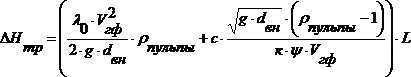 ΔH_тр = ( (λ_0 · V_гф^2) / (2 · g · d_вн) · ρ_пульпы + c · (√(g · d_вн) · (ρ_пульпы − 1)) / (κ · ψ · V_гф) ) · L